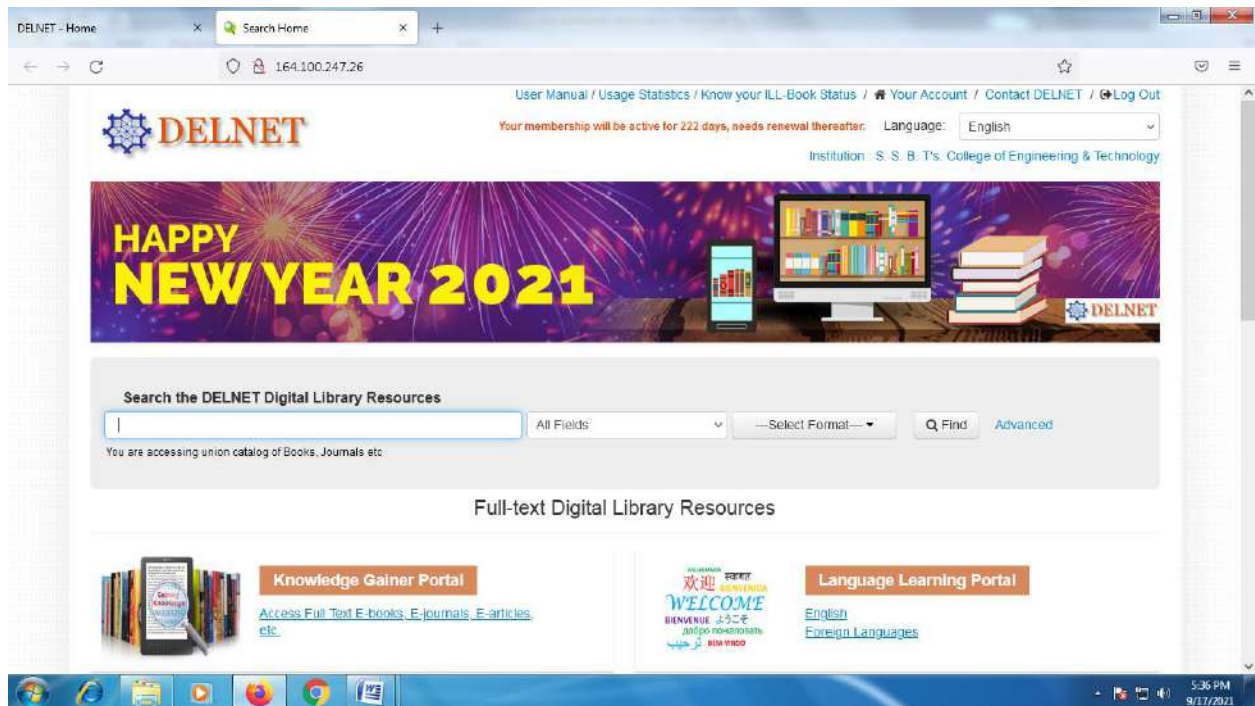 DELNET - Home
Search Home
164.100.247.26
User Manual / Usage Statistics / Know your ILL-Book Status / Your Account / Contact DELNET / Log Out
DELNET
Your membership will be active for 222 days, needs renewal thereafter.
Language: English
Institution : S. S. B. T's. College of Engineering & Technology
HAPPY
NEW YEAR 2021
DELNET
Search the DELNET Digital Library Resources
All Fields
---Select Format---
Find
Advanced
You are accessing union catalog of Books, Journals etc
Full-text Digital Library Resources
Knowledge Gainer Portal
Access Full Text E-books, E-journals, E-articles,
etc.
欢迎 स्वागत
WELCOME
BIENVENUE ようこそ
добро пожаловать
BEM-VINDO
Language Learning Portal
English
Foreign Languages
5:36 PM
9/17/2021